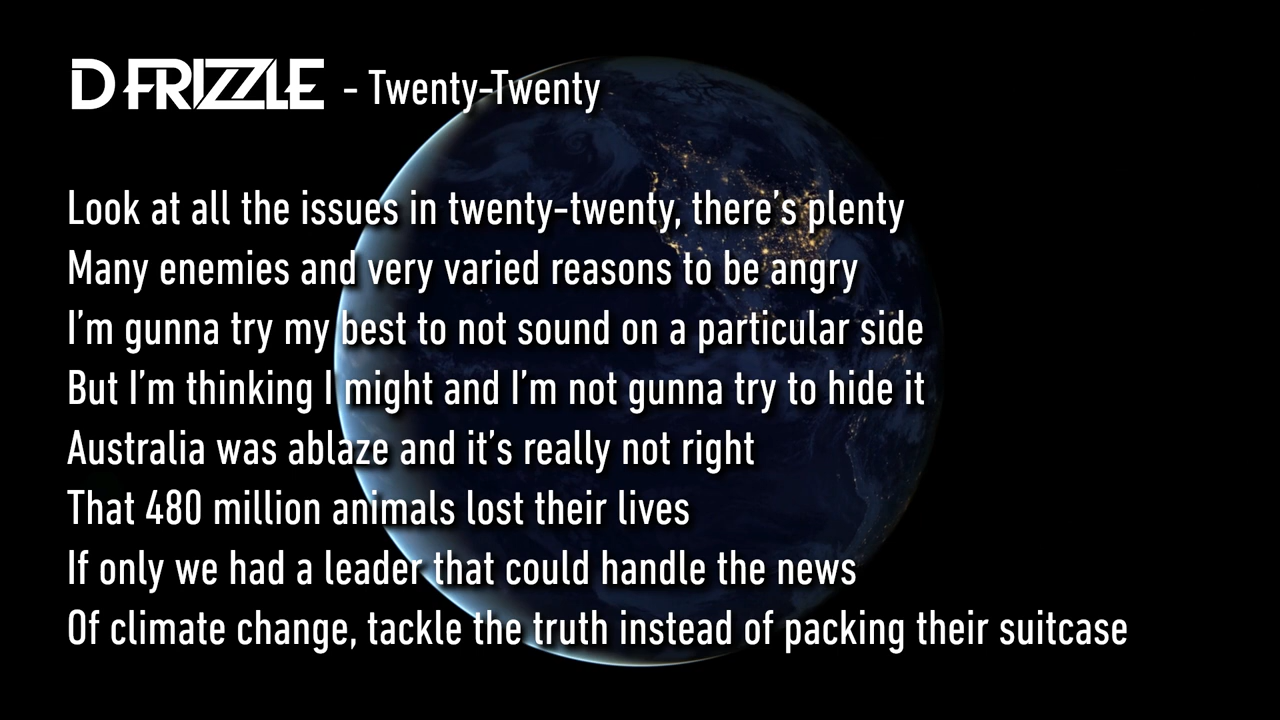 D FRIZZLE - Twenty-Twenty
Look at all the issues in twenty-twenty, there’s plenty
Many enemies and very varied reasons to be angry
I’m gunna try my best to not sound on a particular side
But I’m thinking I might and I’m not gunna try to hide it
Australia was ablaze and it’s really not right
That 480 million animals lost their lives
If only we had a leader that could handle the news
Of climate change, tackle the truth instead of packing their suitcase